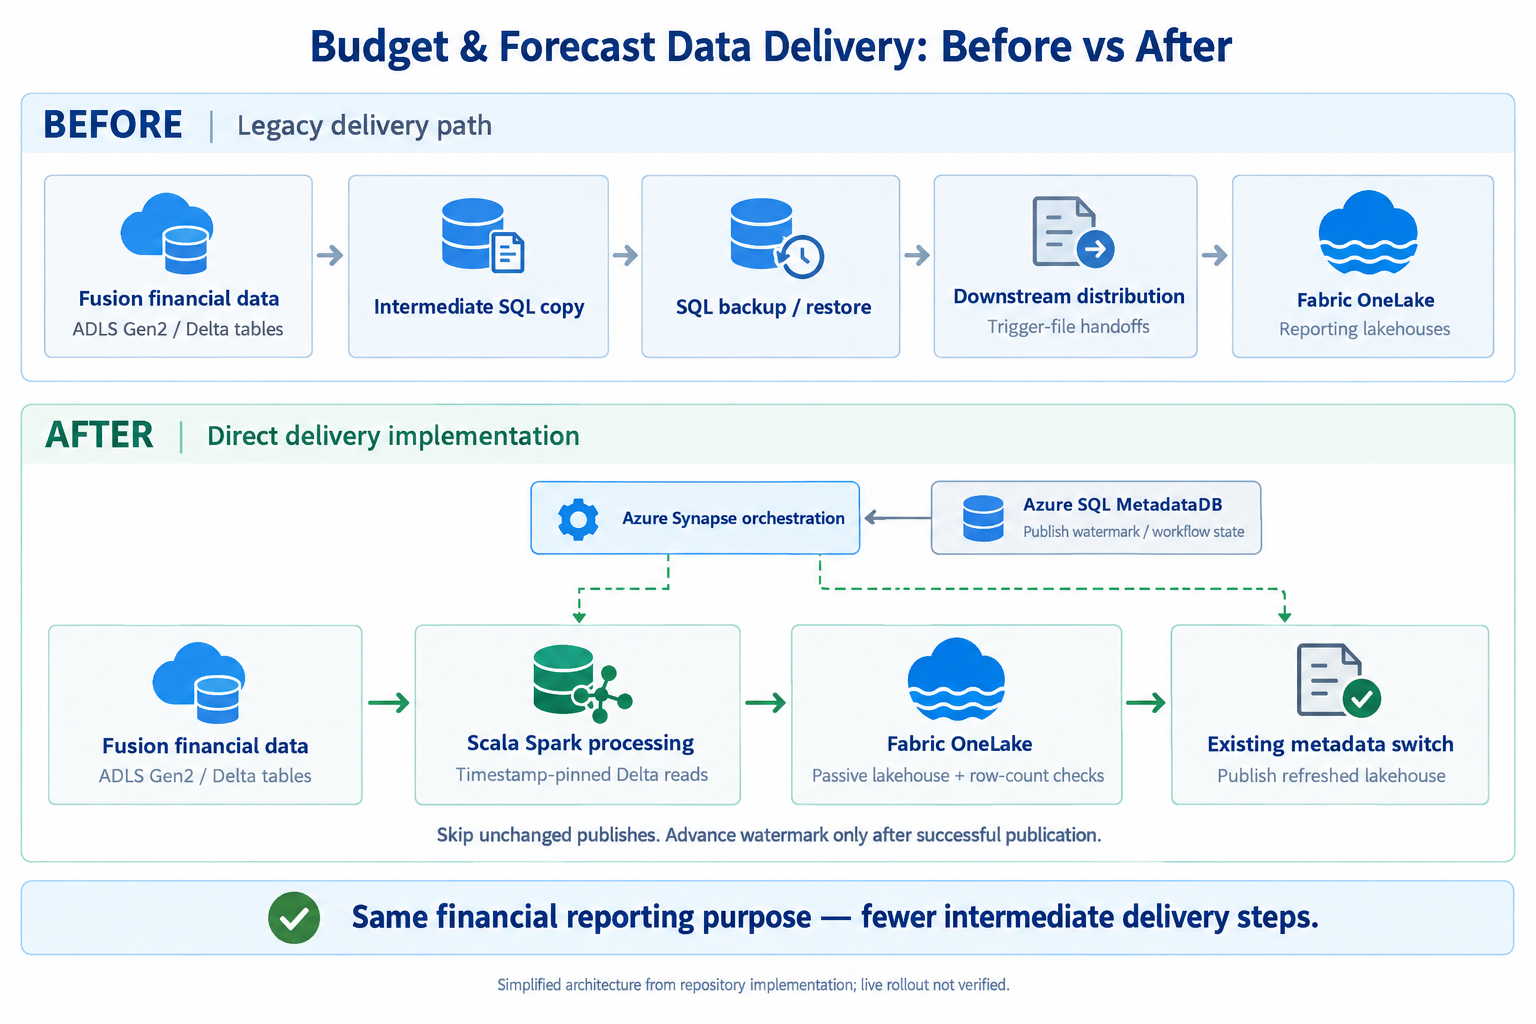 Budget & Forecast Data Delivery: Before vs After
BEFORE | Legacy delivery path
Fusion financial data
ADLS Gen2 / Delta tables
Intermediate SQL copy
SQL backup / restore
Downstream distribution
Trigger-file handoffs
Fabric OneLake
Reporting lakehouses
AFTER | Direct delivery implementation
Azure Synapse orchestration
Azure SQL MetadataDB
Publish watermark / workflow state
Fusion financial data
ADLS Gen2 / Delta tables
Scala Spark processing
Timestamp-pinned Delta reads
Fabric OneLake
Passive lakehouse + row-count checks
Existing metadata switch
Publish refreshed lakehouse
Skip unchanged publishes. Advance watermark only after successful publication.
Same financial reporting purpose — fewer intermediate delivery steps.
Simplified architecture from repository implementation; live rollout not verified.